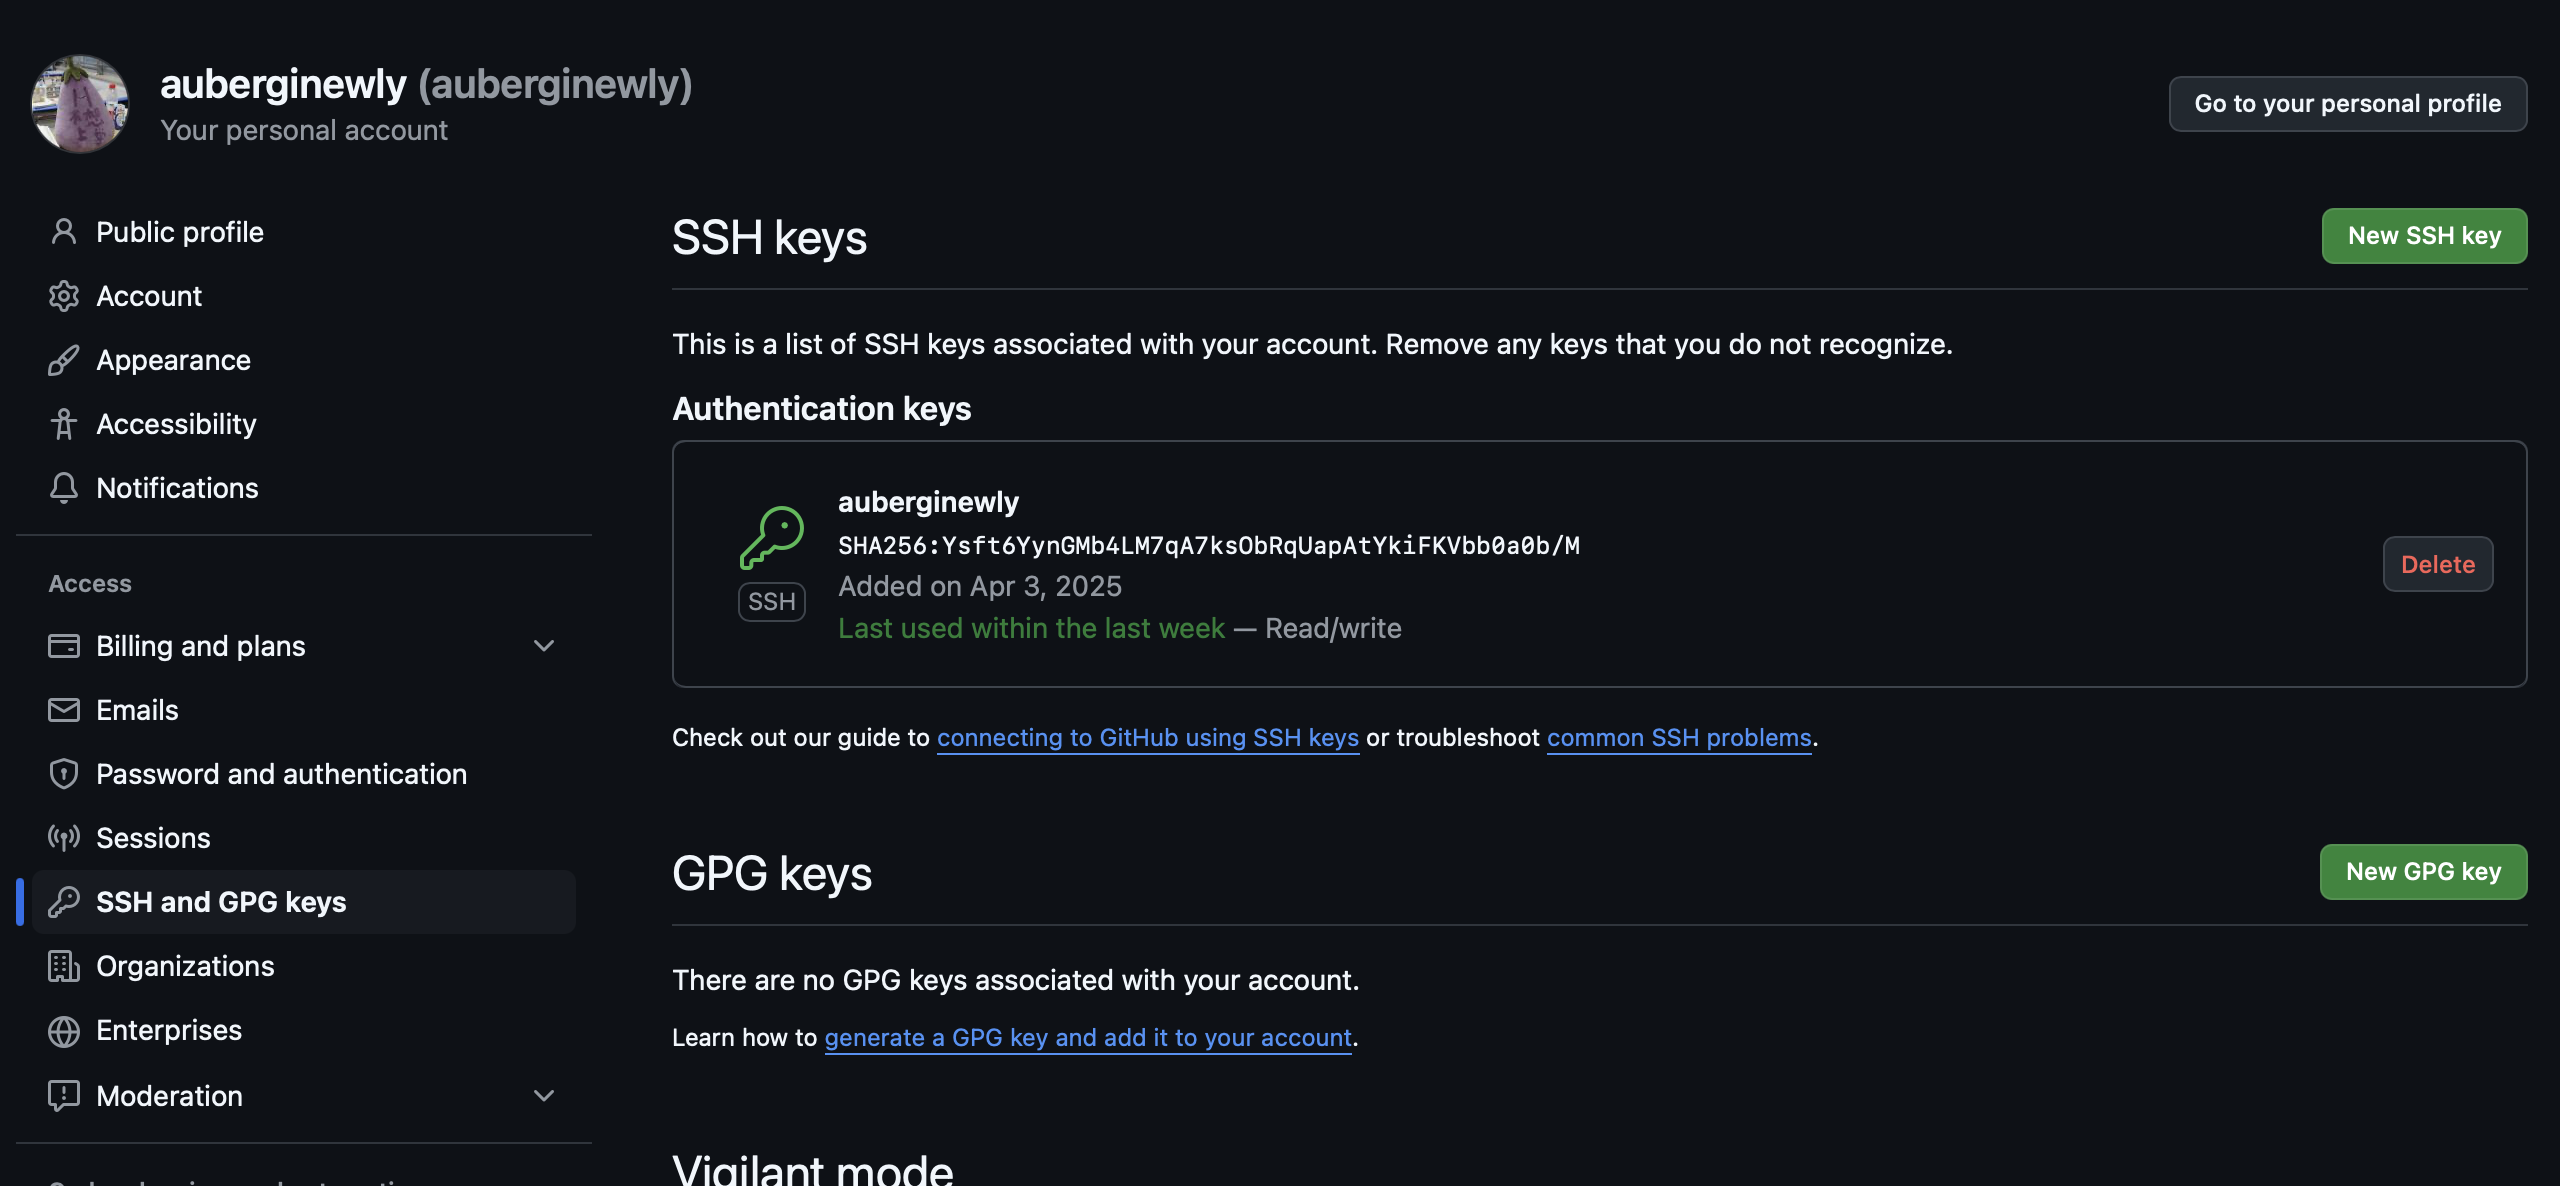 auberginewly (auberginewly)
Your personal account
Go to your personal profile
Public profile
Account
Appearance
Accessibility
Notifications
Access
Billing and plans
Emails
Password and authentication
Sessions
SSH and GPG keys
Organizations
Enterprises
Moderation
SSH keys
New SSH key
This is a list of SSH keys associated with your account. Remove any keys that you do not recognize.
Authentication keys
SSH
auberginewly
SHA256:Ysft6YynGMb4LM7qA7ksObRqUapAtYkiFKVbb0a0b/M
Added on Apr 3, 2025
Last used within the last week — Read/write
Delete
Check out our guide to connecting to GitHub using SSH keys or troubleshoot common SSH problems.
GPG keys
New GPG key
There are no GPG keys associated with your account.
Learn how to generate a GPG key and add it to your account.
Vigilant mode